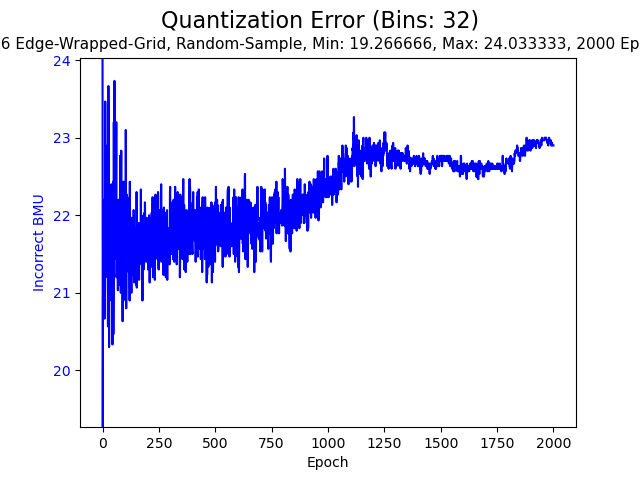 Quantization Error (Bins: 32)
6 Edge-Wrapped-Grid, Random-Sample, Min: 19.266666, Max: 24.033333, 2000 Ep
24
23
22
21
20
Incorrect BMU
0 250 500 750 1000 1250 1500 1750 2000
Epoch